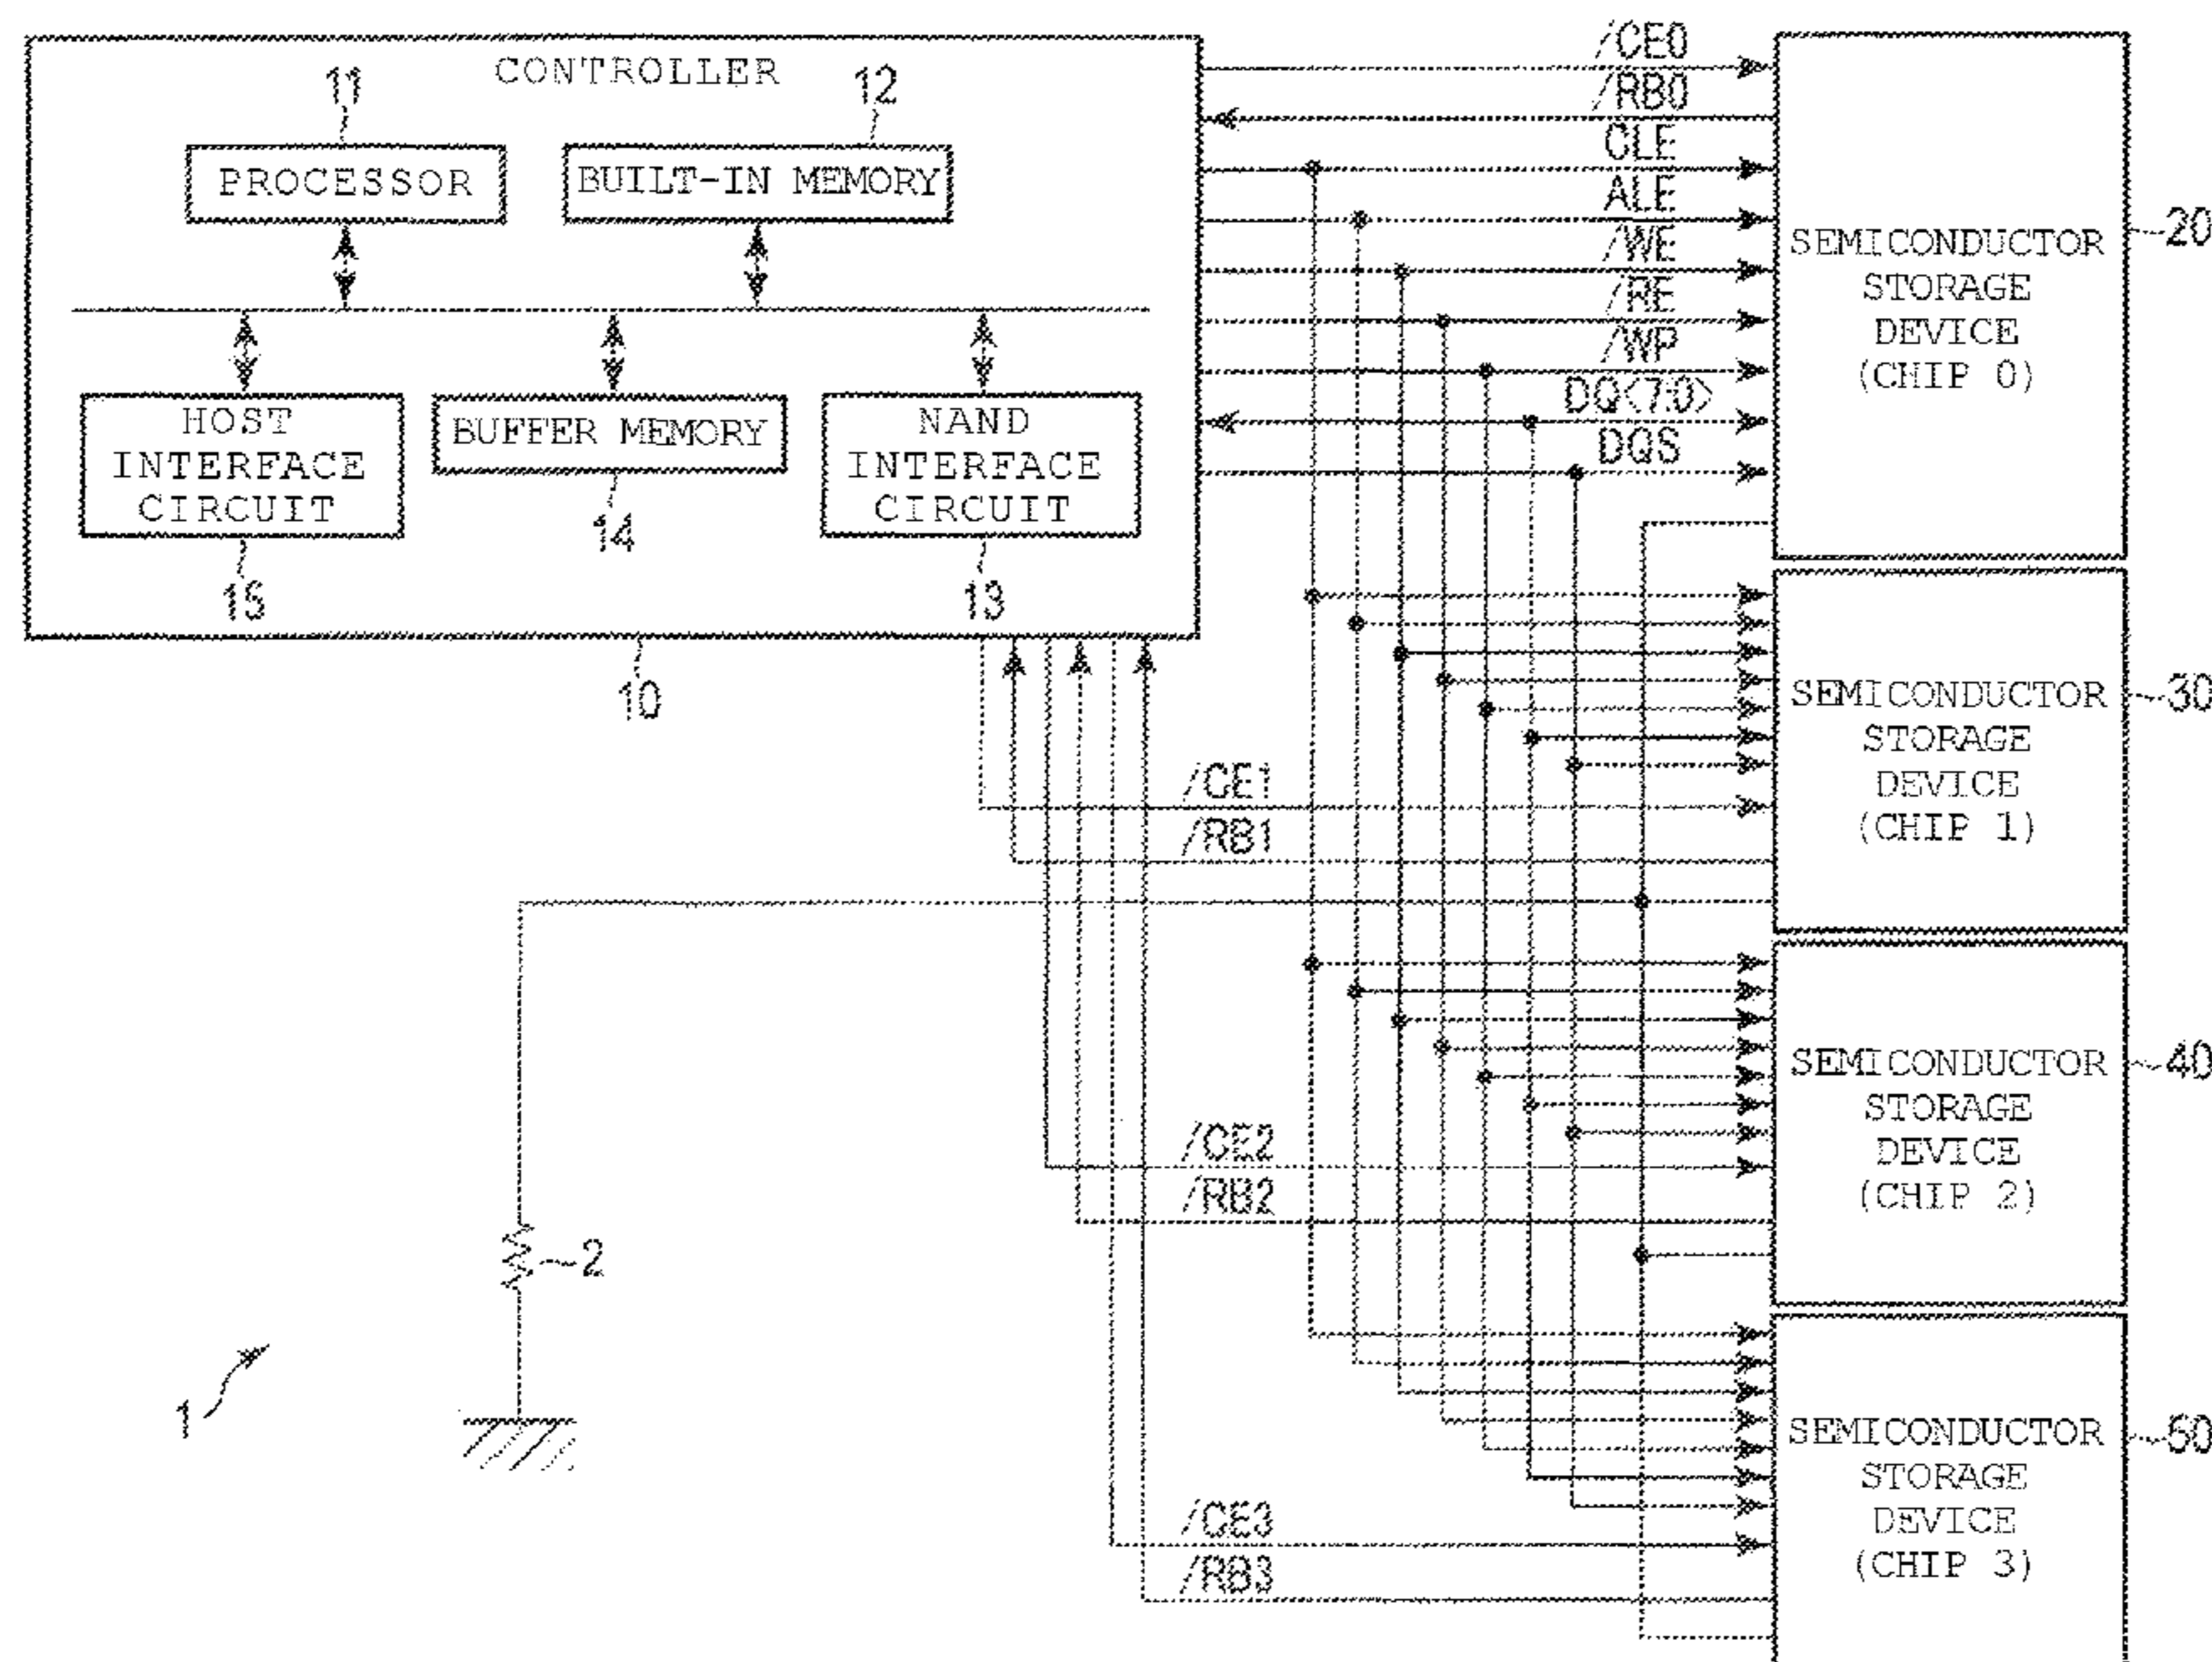 CONTROLLER
11
12
PROCESSOR
BUILT-IN MEMORY
HOST
INTERFACE
CIRCUIT
BUFFER MEMORY
NAND
INTERFACE
CIRCUIT
15
14
13
10
/CE0
/RB0
CLE
ALE
/WE
/RE
/WP
DQ<7:0>
DQS
SEMICONDUCTOR
STORAGE
DEVICE
(CHIP 0)
20
SEMICONDUCTOR
STORAGE
DEVICE
(CHIP 1)
30
/CE1
/RB1
SEMICONDUCTOR
STORAGE
DEVICE
(CHIP 2)
40
/CE2
/RB2
2
1
SEMICONDUCTOR
STORAGE
DEVICE
(CHIP 3)
50
/CE3
/RB3